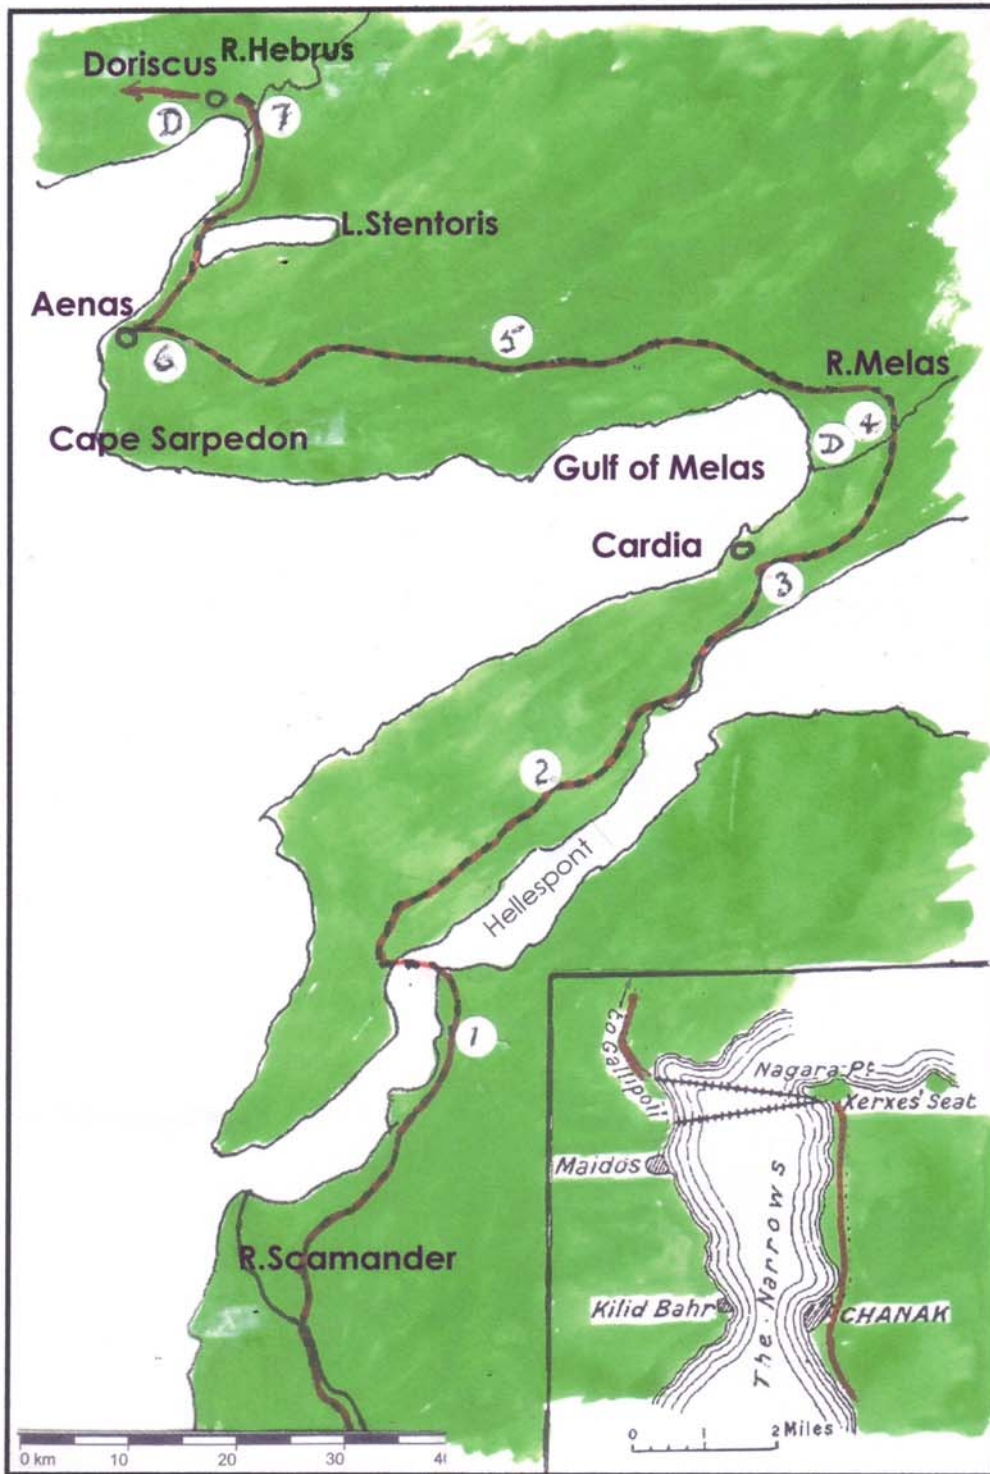 R.Hebrus
Doriscus
D
7
L.Stentoris
Aenas
6
5
R.Melas
4
D
Cape Sarpedon
Gulf of Melas
Cardia
3
2
Hellespont
1
R.Scamander
0 km 10 20 30
to Gallipoli
Nagara Pt.
Xerxes' Seat
Maidos
The Narrows
Kilid Bahr
CHANAK
0 1 2 Miles